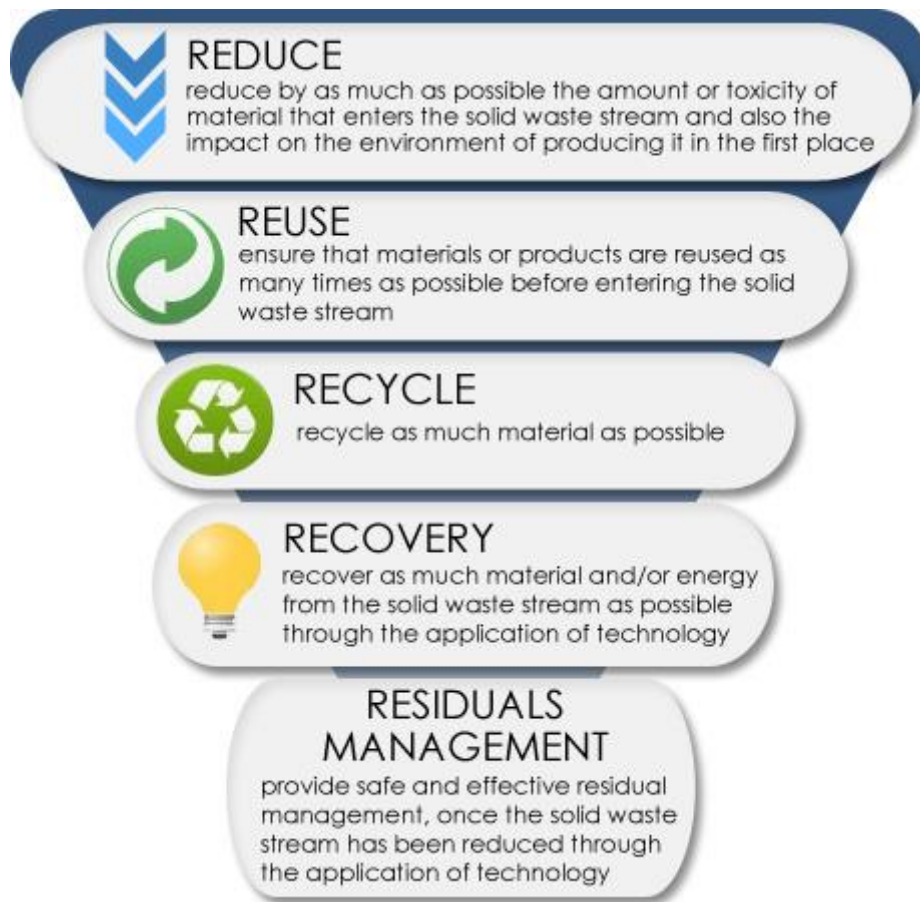 REDUCE
reduce by as much as possible the amount or toxicity of
material that enters the solid waste stream and also the
impact on the environment of producing it in the first place
REUSE
ensure that materials or products are reused as
many times as possible before entering the solid
waste stream
RECYCLE
recycle as much material as possible
RECOVERY
recover as much material and/or energy
from the solid waste stream as possible
through the application of technology
RESIDUALS
MANAGEMENT
provide safe and effective residual
management, once the solid waste
stream has been reduced through
the application of technology